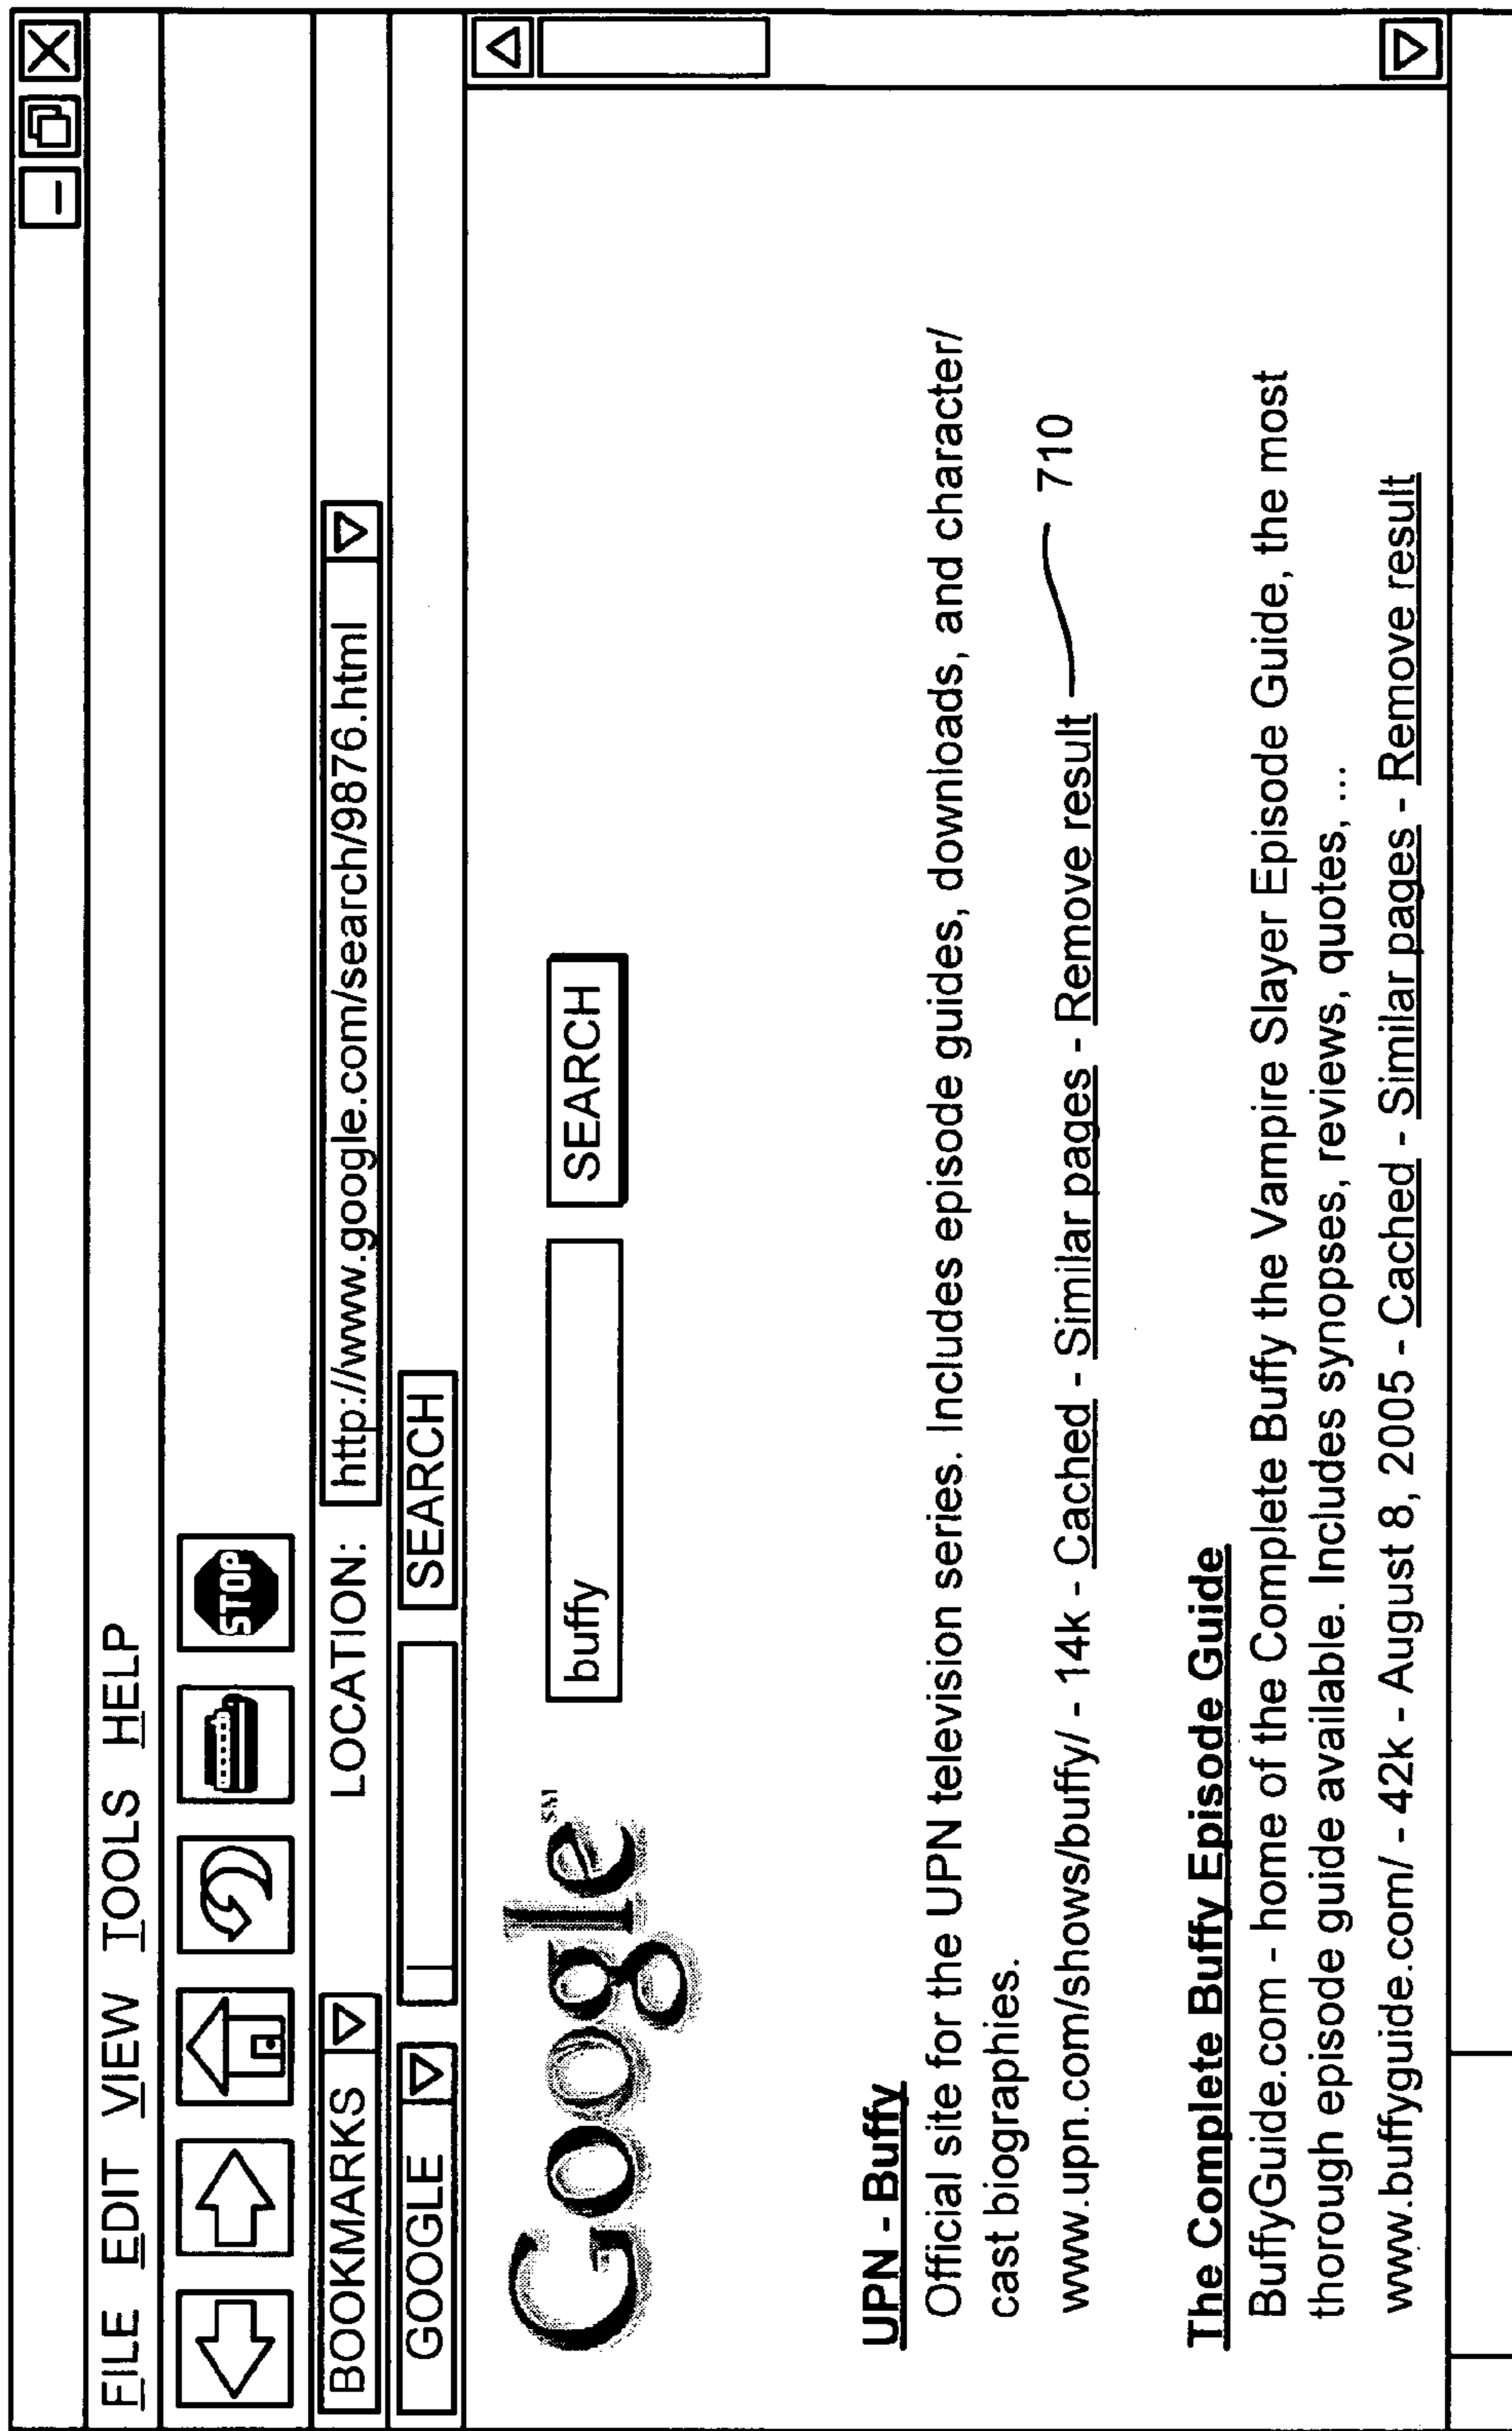 FILE EDIT VIEW TOOLS HELP
STOP
BOOKMARKS LOCATION: http://www.google.com/search/9876.html
GOOGLE SEARCH
Google SM buffy SEARCH
UPN - Buffy
Official site for the UPN television series. Includes episode guides, downloads, and character/
cast biographies.
www.upn.com/shows/buffy/ - 14k - Cached - Similar pages - Remove result 710
The Complete Buffy Episode Guide
BuffyGuide.com - home of the Complete Buffy the Vampire Slayer Episode Guide, the most
thorough episode guide available. Includes synopses, reviews, quotes, ...
www.buffyguide.com/ - 42k - August 8, 2005 - Cached - Similar pages - Remove result